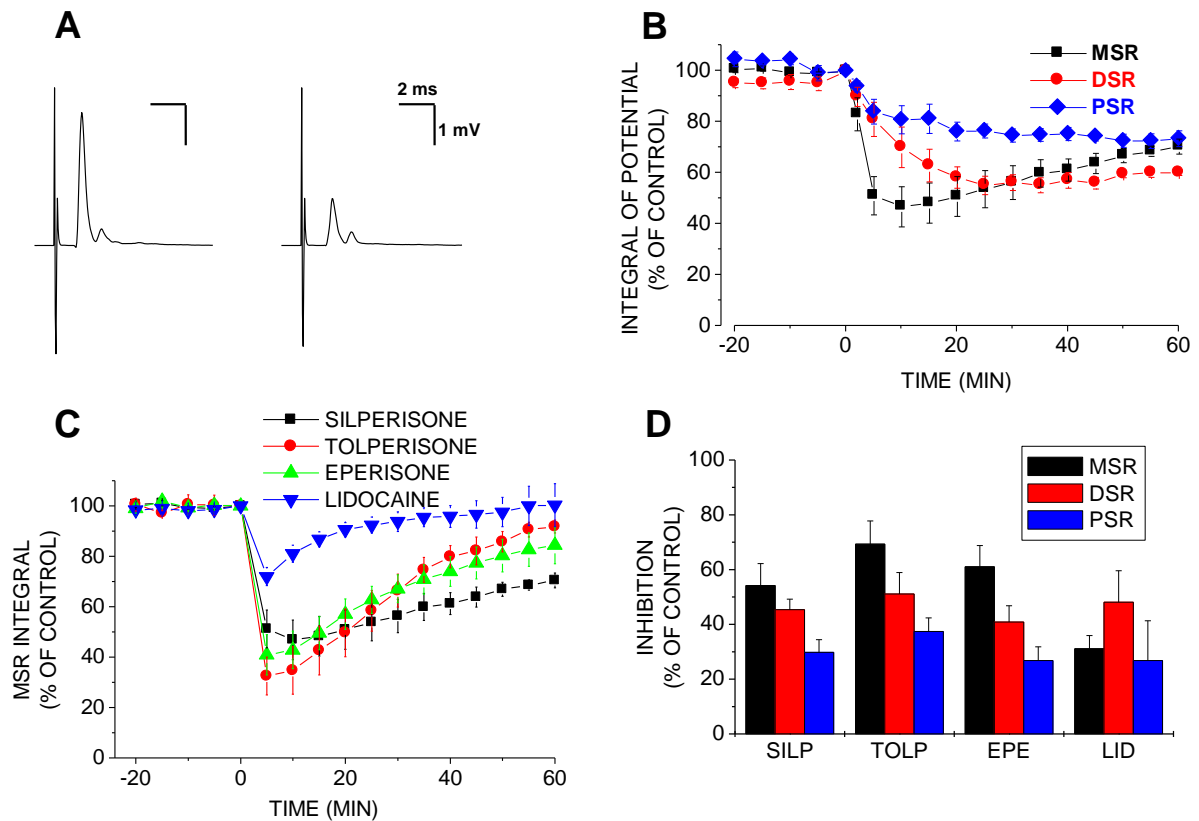 A
2 ms
1 mV
B
MSR
DSR
PSR
INTEGRAL OF POTENTIAL
(% OF CONTROL)
100
80
60
40
20
0
-20
0
20
40
60
TIME (MIN)
C
SILPERISONE
TOLPERISONE
EPERISONE
LIDOCAINE
MSR INTEGRAL
(% OF CONTROL)
100
80
60
40
20
0
-20
0
20
40
60
TIME (MIN)
D
MSR
DSR
PSR
INHIBITION
(% OF CONTROL)
100
80
60
40
20
0
SILP
TOLP
EPE
LID